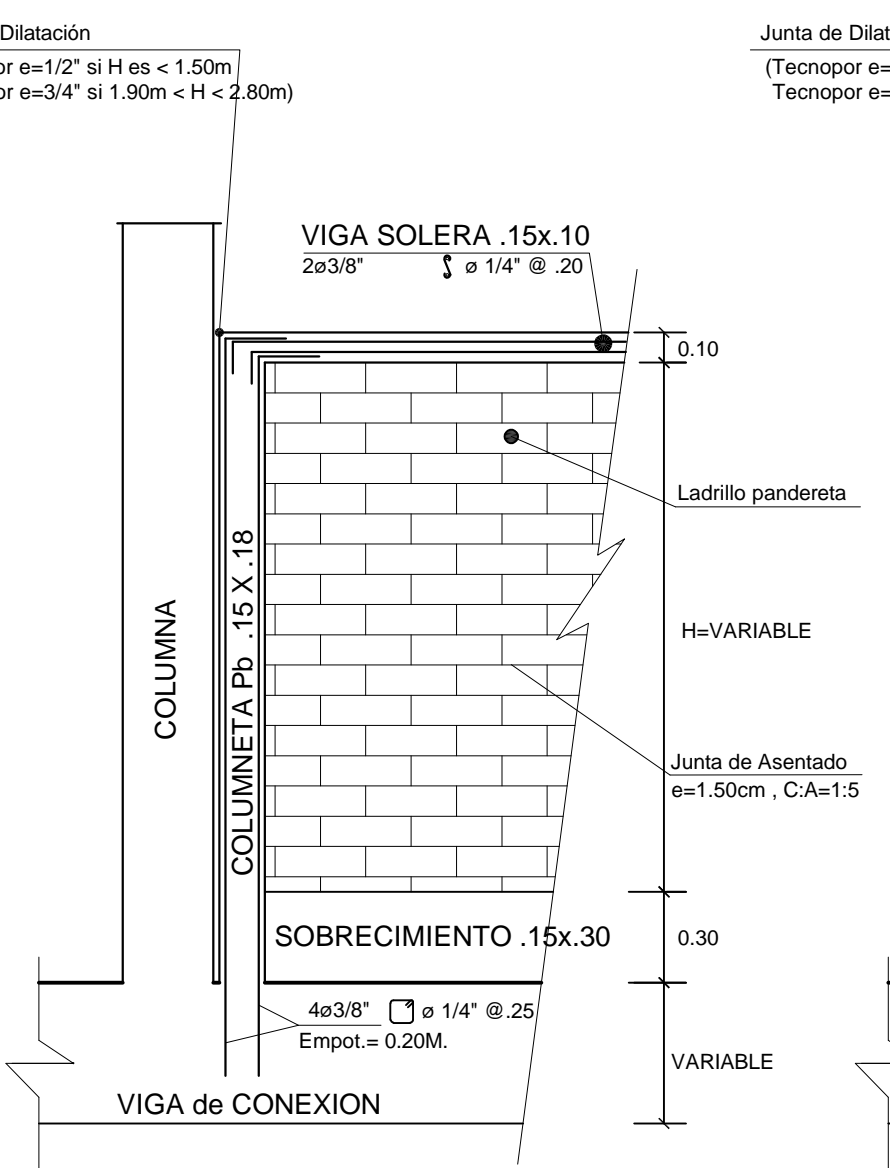 Dilatación
or e=1/2" si H es < 1.50m
or e=3/4" si 1.90m < H < 2.80m)
Junta de Dilat
(Tecnopor e=
Tecnopor e=
VIGA SOLERA .15x.10
2ø3/8" ø 1/4" @ .20
0.10
Ladrillo pandereta
COLUMNA
COLUMNETA Pb .15 X .18
H=VARIABLE
Junta de Asentado
e=1.50cm , C:A=1:5
SOBRECIMIENTO .15x.30
0.30
4ø3/8" ø 1/4" @.25
Empot.= 0.20M.
VARIABLE
VIGA de CONEXION